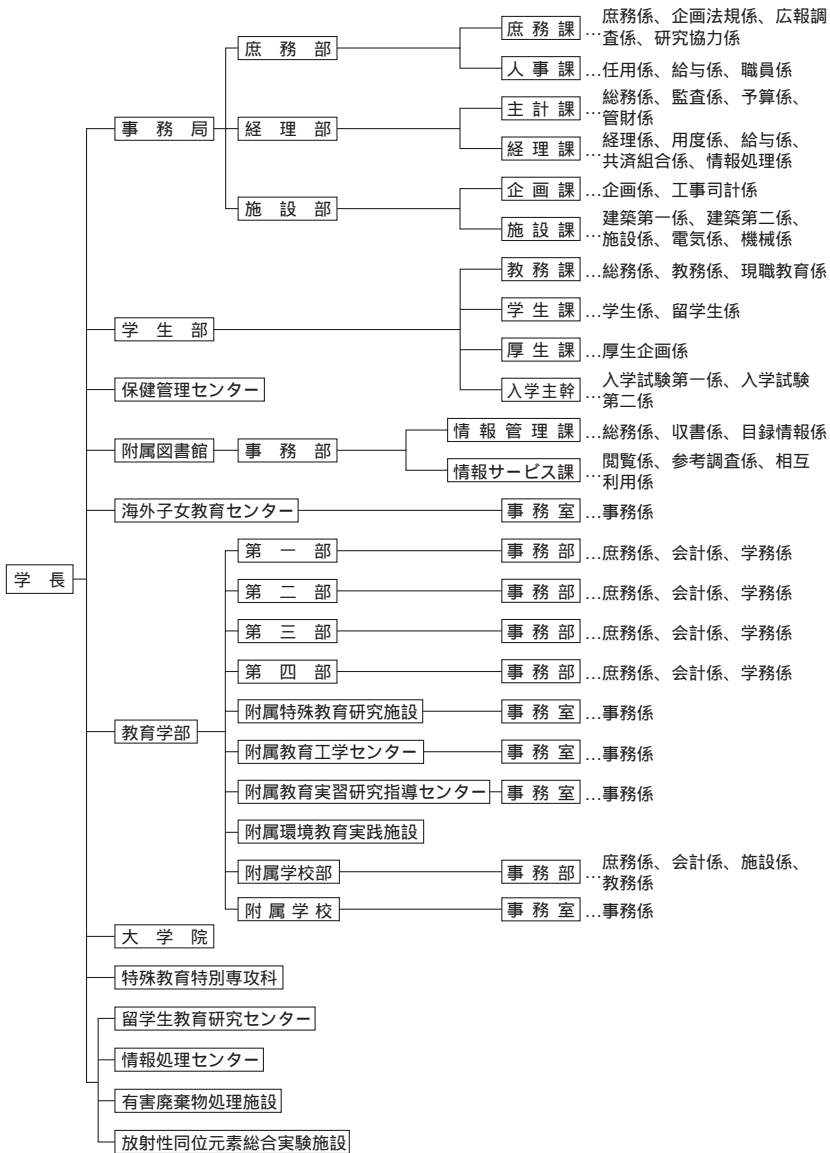 学長
事務局
庶務部
庶務課…庶務係、企画法規係、広報調
査係、研究協力係
人事課…任用係、給与係、職員係
経理部
主計課…総務係、監査係、予算係、
管財係
経理課…経理係、用度係、給与係、
共済組合係、情報処理係
施設部
企画課…企画係、工事司計係
施設課…建築第一係、建築第二係、
施設係、電気係、機械係
学生部
教務課…総務係、教務係、現職教育係
学生課…学生係、留学生係
厚生課…厚生企画係
入学主幹…入学試験第一係、入学試験
第二係
保健管理センター
附属図書館
事務部
情報管理課…総務係、収書係、目録情報係
情報サービス課…閲覧係、参考調査係、相互
利用係
海外子女教育センター
事務室…事務係
教育学部
第一部
事務部…庶務係、会計係、学務係
第二部
事務部…庶務係、会計係、学務係
第三部
事務部…庶務係、会計係、学務係
第四部
事務部…庶務係、会計係、学務係
附属特殊教育研究施設
事務室…事務係
附属教育工学センター
事務室…事務係
附属教育実習研究指導センター
事務室…事務係
附属環境教育実践施設
附属学校部
事務部…庶務係、会計係、施設係、
教務係
附属学校
事務室…事務係
大学院
特殊教育特別専攻科
留学生教育研究センター
情報処理センター
有害廃棄物処理施設
放射性同位元素総合実験施設